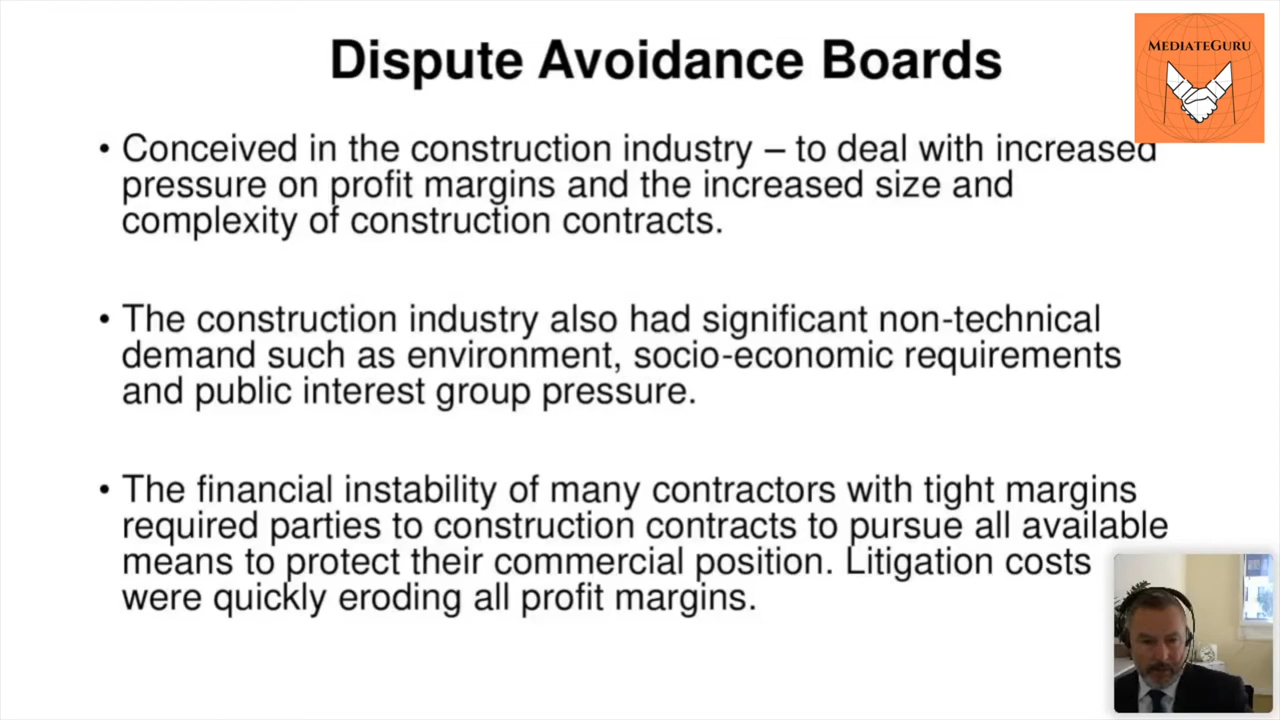 Dispute Avoidance Boards
MEDIATEGURU
• Conceived in the construction industry – to deal with increased
pressure on profit margins and the increased size and
complexity of construction contracts.
• The construction industry also had significant non-technical
demand such as environment, socio-economic requirements
and public interest group pressure.
• The financial instability of many contractors with tight margins
required parties to construction contracts to pursue all available
means to protect their commercial position. Litigation costs
were quickly eroding all profit margins.